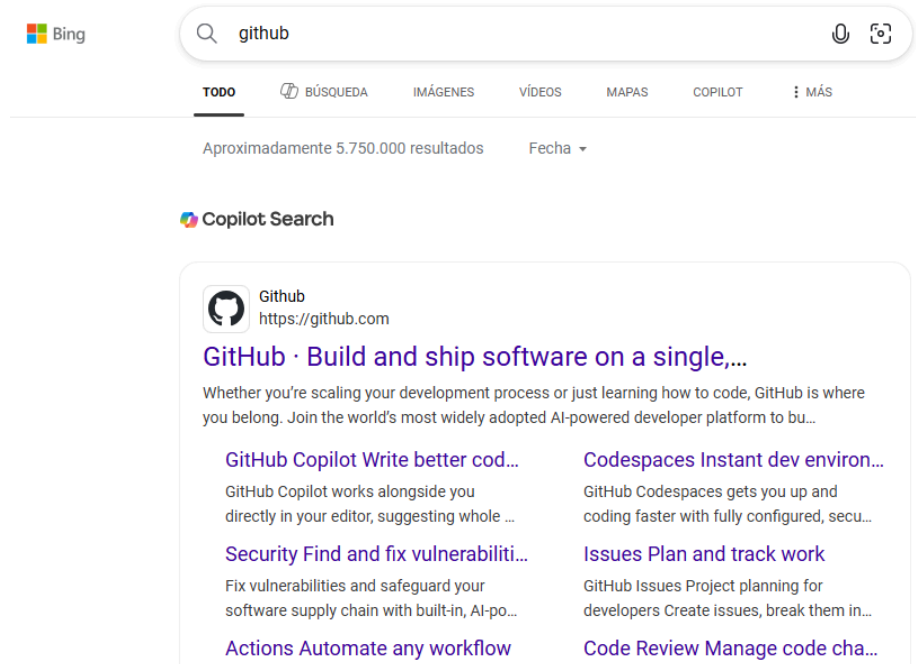 Bing
github
TODO
BÚSQUEDA
IMÁGENES
VÍDEOS
MAPAS
COPILOT
MÁS
Aproximadamente 5.750.000 resultados
Fecha
Copilot Search
Github
https://github.com
GitHub · Build and ship software on a single,...
Whether you’re scaling your development process or just learning how to code, GitHub is where
you belong. Join the world’s most widely adopted AI-powered developer platform to bu...
GitHub Copilot Write better cod...
GitHub Copilot works alongside you
directly in your editor, suggesting whole ...
Codespaces Instant dev environ...
GitHub Codespaces gets you up and
coding faster with fully configured, secu...
Security Find and fix vulnerabiliti...
Fix vulnerabilities and safeguard your
software supply chain with built-in, AI-po...
Issues Plan and track work
GitHub Issues Project planning for
developers Create issues, break them in...
Actions Automate any workflow
Code Review Manage code cha...